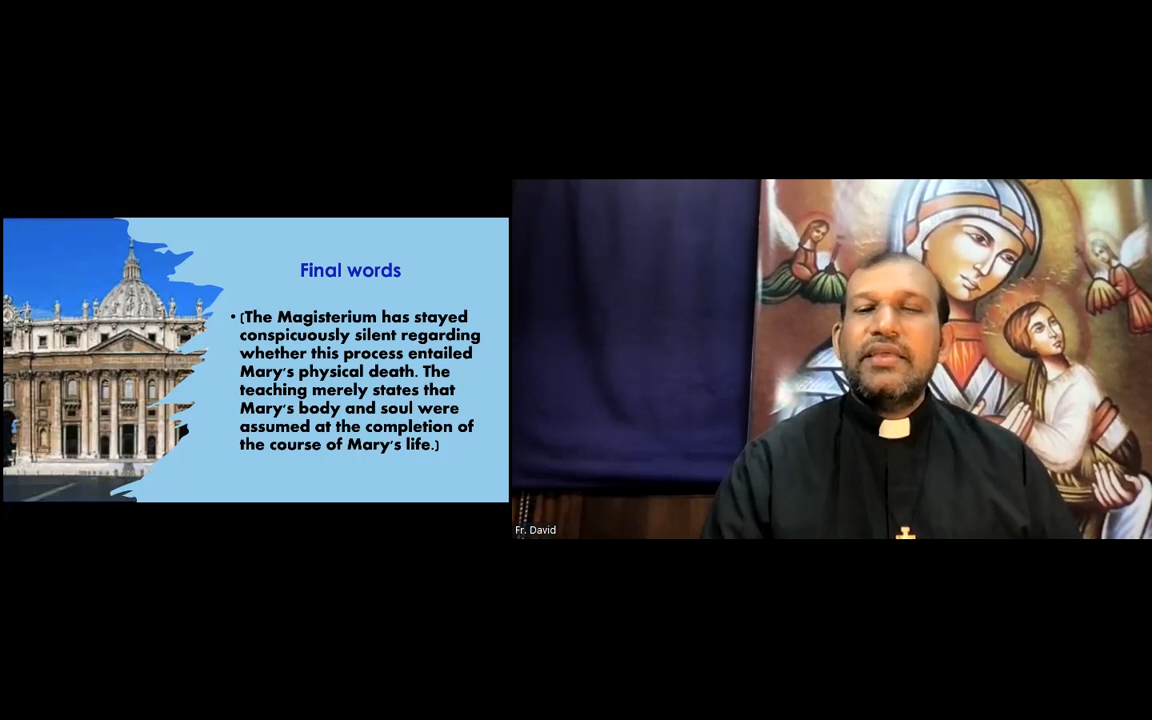 Final words
• (The Magisterium has stayed
conspicuously silent regarding
whether this process entailed
Mary's physical death. The
teaching merely states that
Mary's body and soul were
assumed at the completion of
the course of Mary's life.)
Fr. David